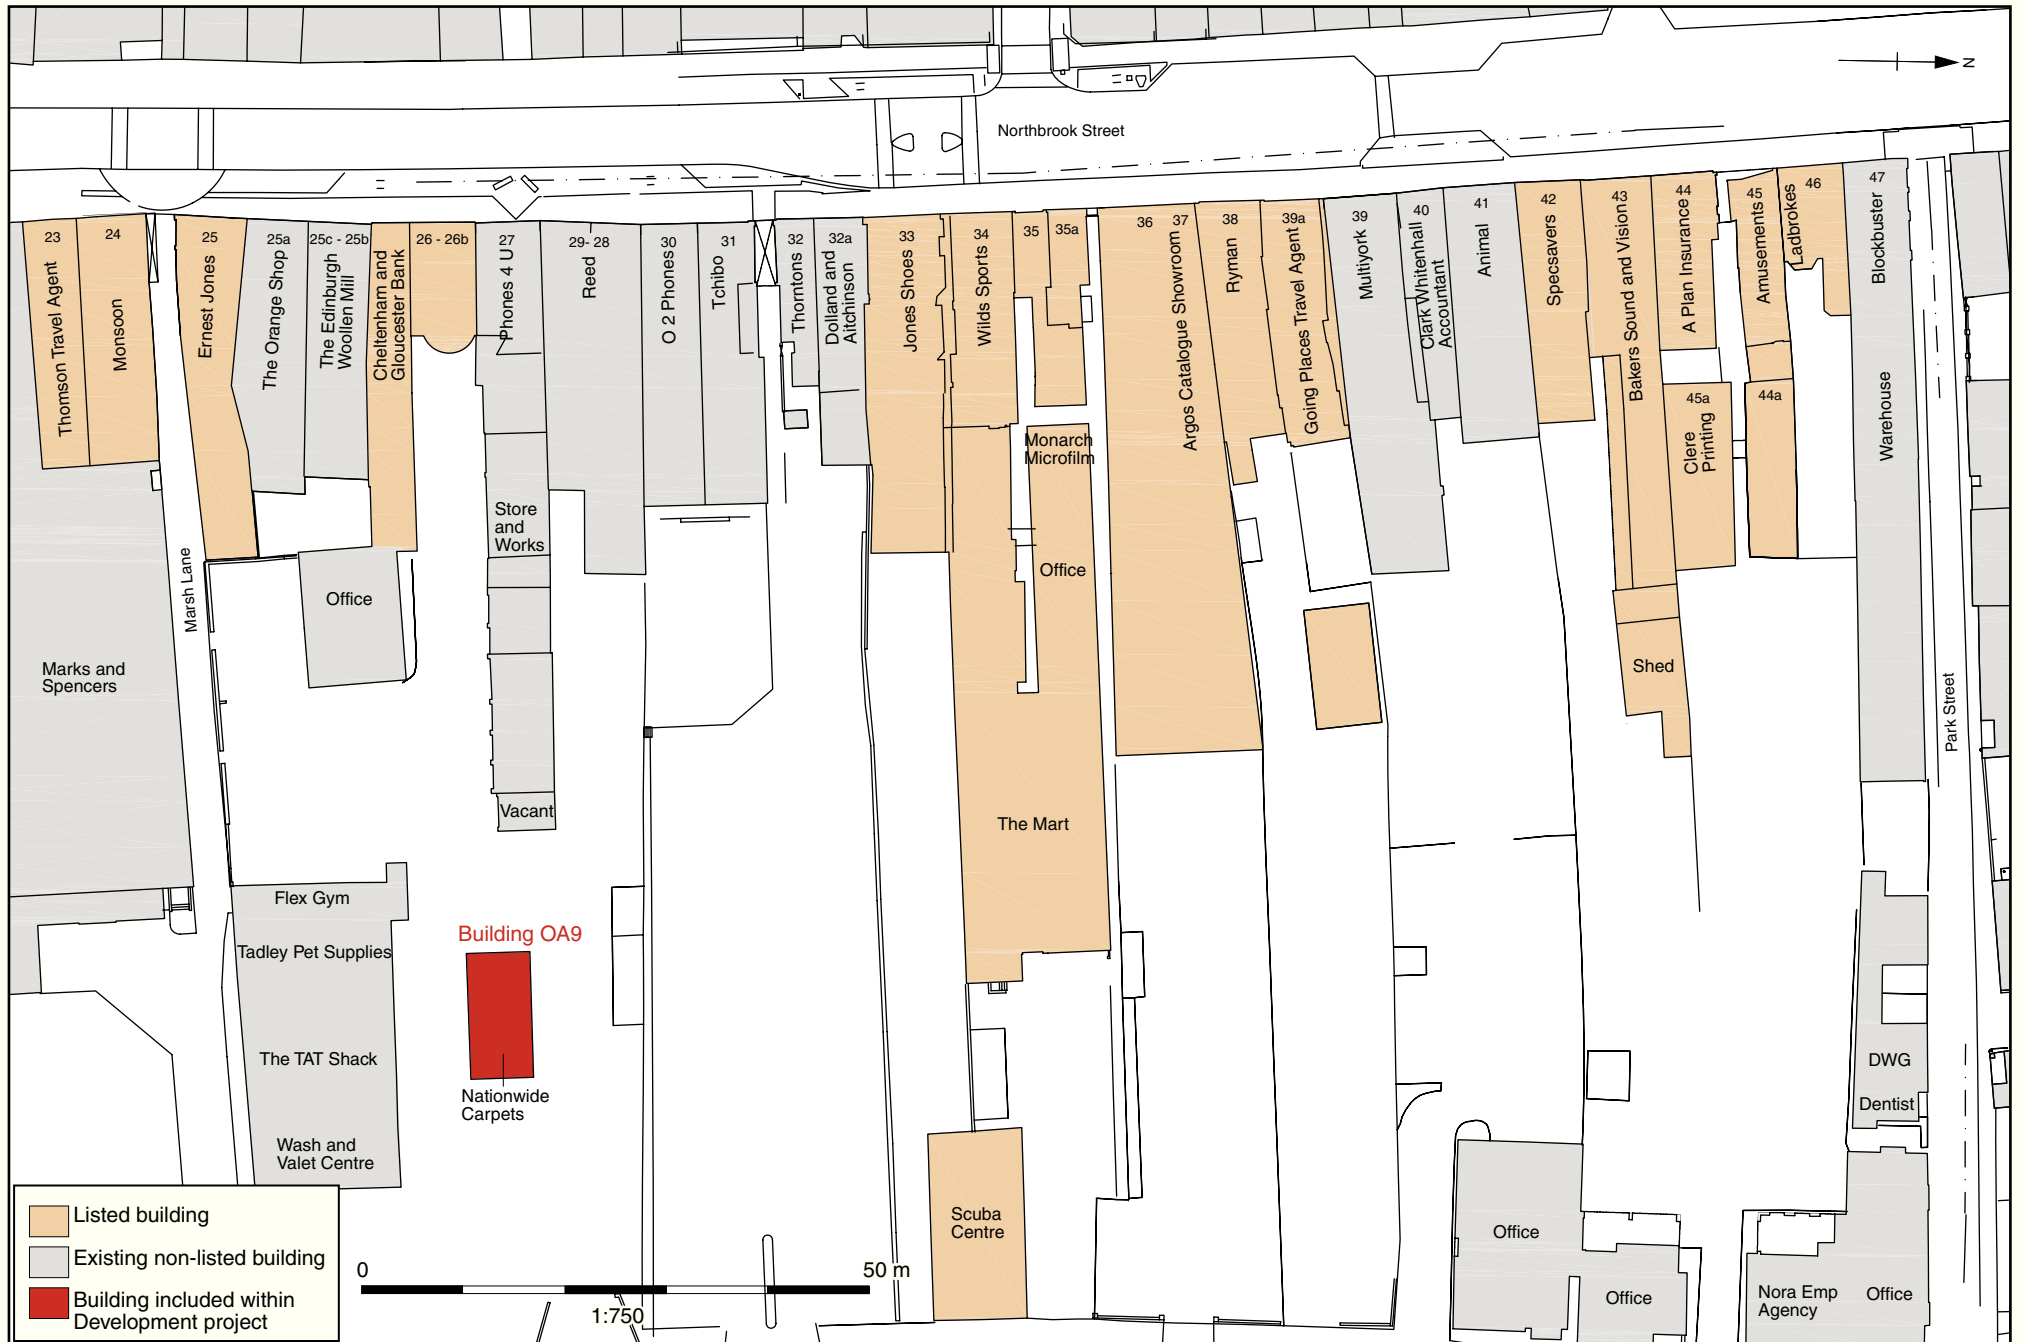 N
Northbrook Street
23
Thomson Travel Agent
24
Monsoon
25
Ernest Jones
25a
The Orange Shop
25c - 25b
The Edinburgh
Woollen Mill
Cheltenham and
Gloucester Bank
26 - 26b
27
Phones 4 U
29- 28
Reed
30
O 2 Phones
31
Tchibo
32
Thorntons
32a
Dolland and
Aitchinson
33
Jones Shoes
34
Wilds Sports
35
35a
36
37
Argos Catalogue Showroom
38
Ryman
39a
Going Places Travel Agent
39
Multiyork
40
Clark Whitenhall
Accountant
41
Animal
42
Specsavers
43
Bakers Sound and Vision
44
A Plan Insurance
45
Amusements
46
Ladbrokes
47
Blockbuster
Warehouse
45a
Clere
Printing
44a
Monarch
Microfilm
Office
Store
and
Works
Office
Marsh Lane
Marks and
Spencers
Shed
Park Street
Vacant
The Mart
Flex Gym
Tadley Pet Supplies
The TAT Shack
Wash and
Valet Centre
Building OA9
Nationwide
Carpets
DWG
Dentist
Scuba
Centre
Office
Office
Nora Emp
Agency
Office
Listed building
Existing non-listed building
Building included within
Development project
0
50 m
1:750